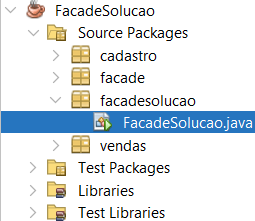 FacadeSolucao
Source Packages
cadastro
facade
facadesolucao
FacadeSolucao.java
vendas
Test Packages
Libraries
Test Libraries